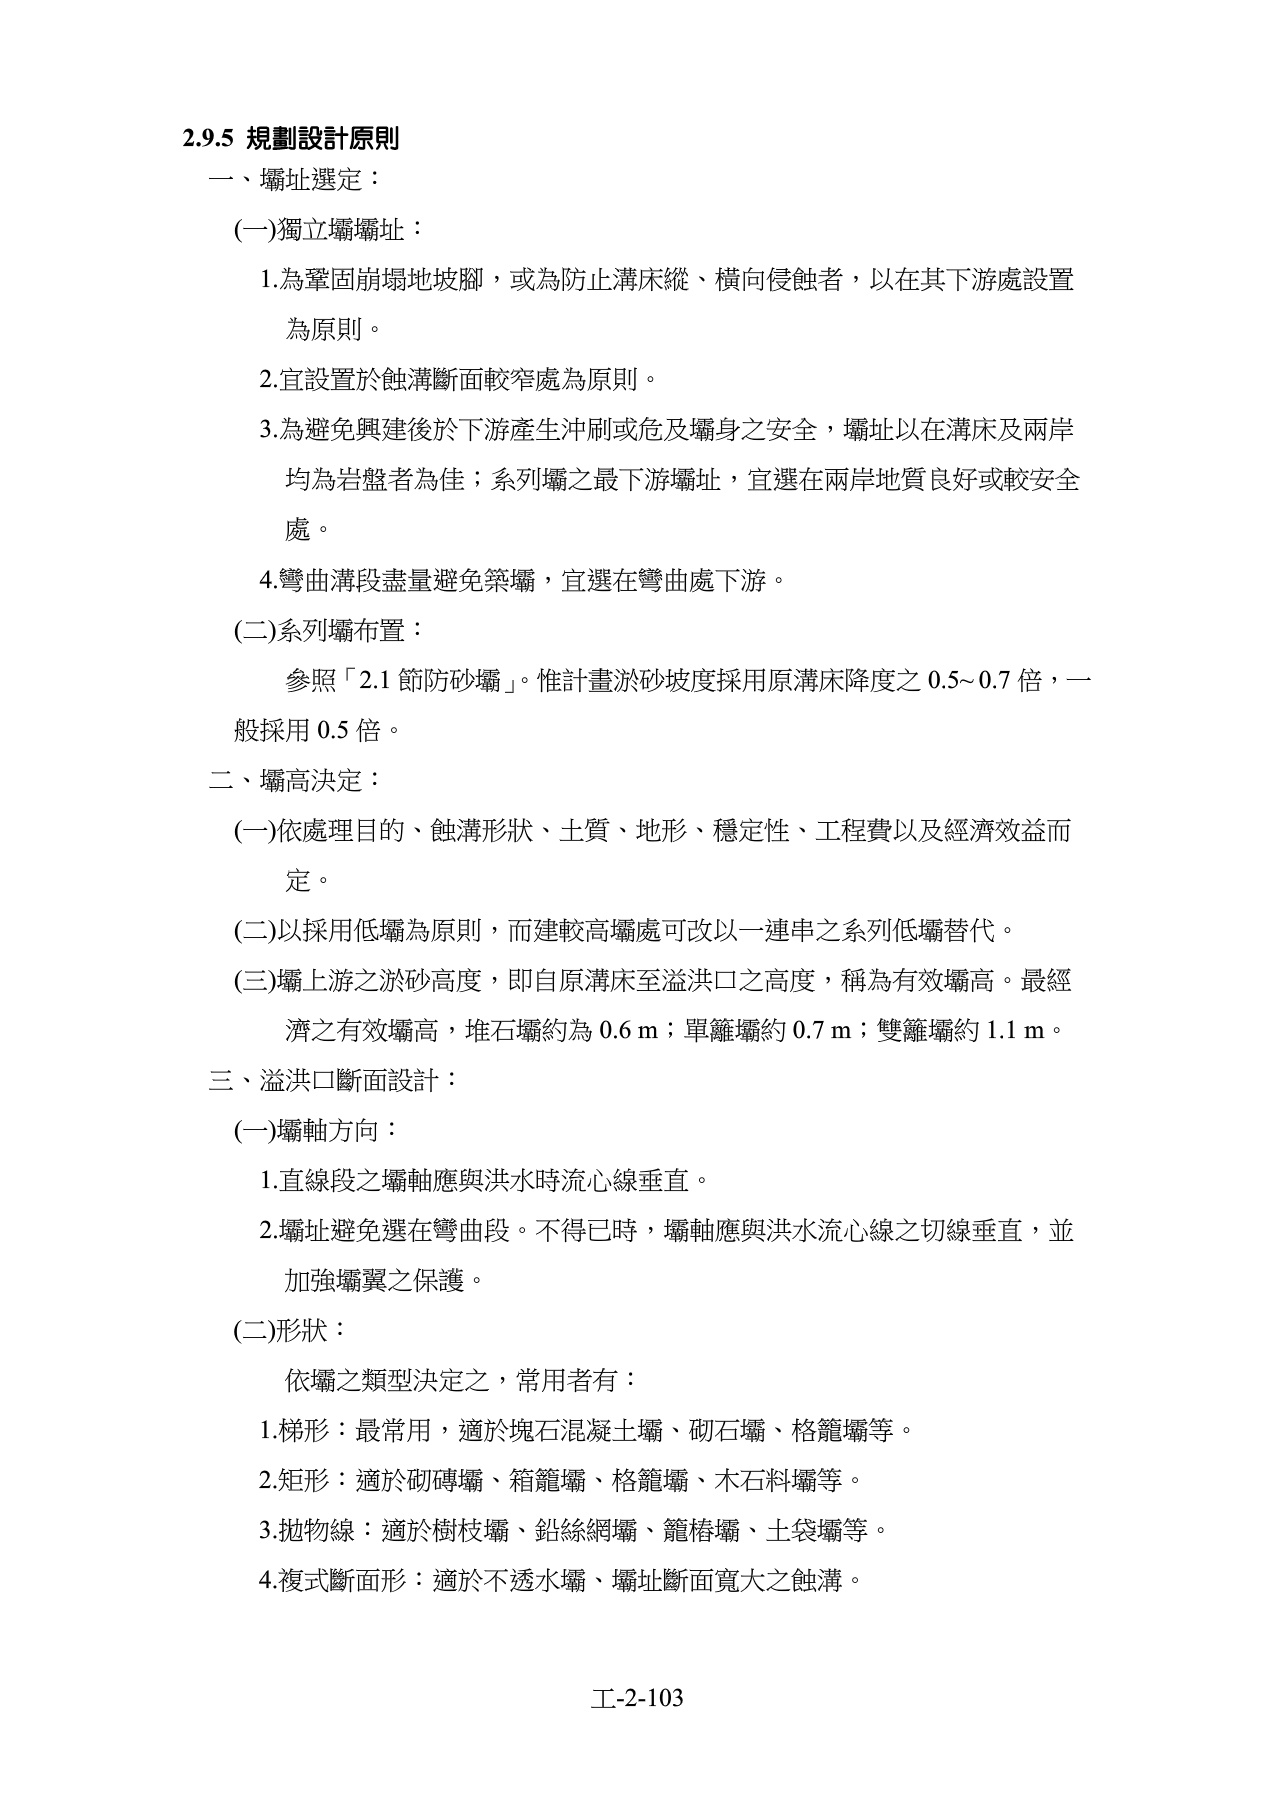 2.9.5 規劃設計原則
一、壩址選定：
(一)獨立壩壩址：
1.為鞏固崩塌地坡腳，或為防止溝床縱、橫向侵蝕者，以在其下游處設置
為原則。
2.宜設置於蝕溝斷面較窄處為原則。
3.為避免興建後於下游產生沖刷或危及壩身之安全，壩址以在溝床及兩岸
均為岩盤者為佳；系列壩之最下游壩址，宜選在兩岸地質良好或較安全
處。
4.彎曲溝段盡量避免築壩，宜選在彎曲處下游。
(二)系列壩布置：
參照「2.1 節防砂壩」。惟計畫淤砂坡度採用原溝床降度之 0.5~ 0.7 倍，一
般採用 0.5 倍。
二、壩高決定：
(一)依處理目的、蝕溝形狀、土質、地形、穩定性、工程費以及經濟效益而
定。
(二)以採用低壩為原則，而建較高壩處可改以一連串之系列低壩替代。
(三)壩上游之淤砂高度，即自原溝床至溢洪口之高度，稱為有效壩高。最經
濟之有效壩高，堆石壩約為 0.6 m；單籬壩約 0.7 m；雙籬壩約 1.1 m。
三、溢洪口斷面設計：
(一)壩軸方向：
1.直線段之壩軸應與洪水時流心線垂直。
2.壩址避免選在彎曲段。不得已時，壩軸應與洪水流心線之切線垂直，並
加強壩翼之保護。
(二)形狀：
依壩之類型決定之，常用者有：
1.梯形：最常用，適於塊石混凝土壩、砌石壩、格籠壩等。
2.矩形：適於砌磚壩、箱籠壩、格籠壩、木石料壩等。
3.拋物線：適於樹枝壩、鉛絲網壩、籠樁壩、土袋壩等。
4.複式斷面形：適於不透水壩、壩址斷面寬大之蝕溝。
工-2-103